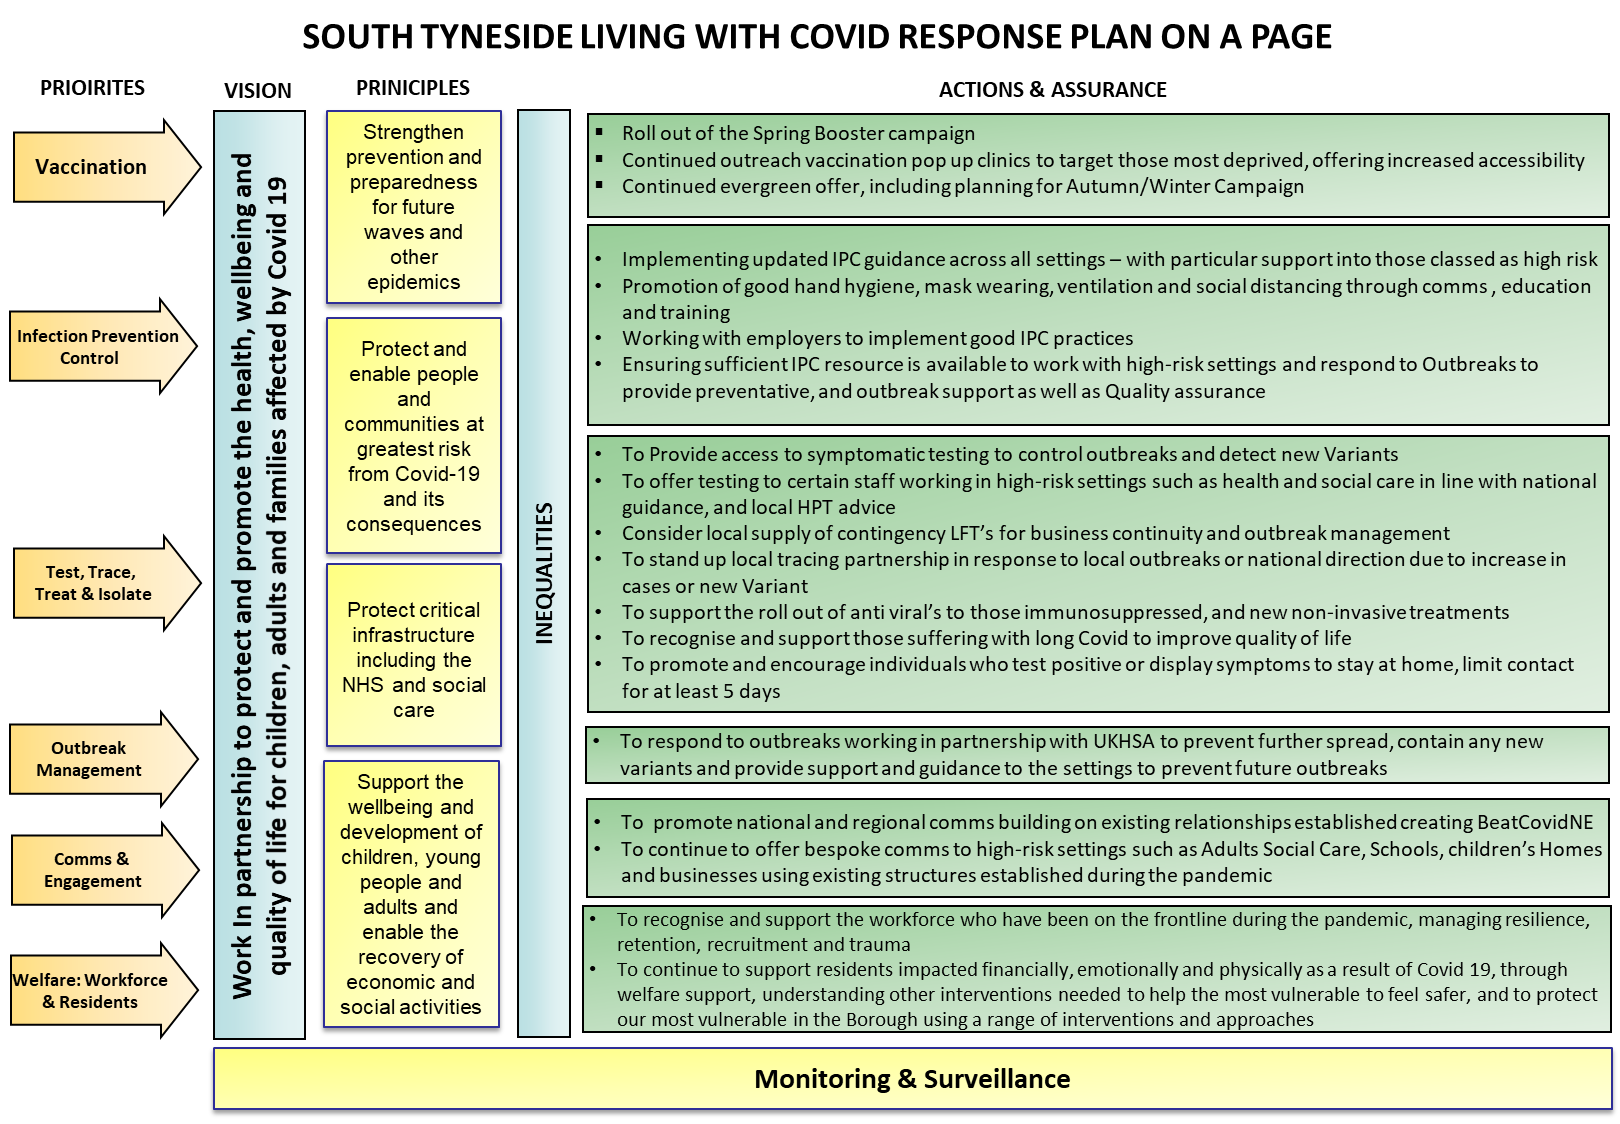 SOUTH TYNESIDE LIVING WITH COVID RESPONSE PLAN ON A PAGE
PRIOIRITES
VISION
PRINICIPLES
ACTIONS & ASSURANCE
Vaccination
Infection Prevention
Control
Test, Trace,
Treat & Isolate
Outbreak
Management
Comms &
Engagement
Welfare: Workforce
& Residents
Work in partnership to protect and promote the health, wellbeing and
quality of life for children, adults and families affected by Covid 19
Strengthen
prevention and
preparedness
for future
waves and
other
epidemics
Protect and
enable people
and
communities at
greatest risk
from Covid-19
and its
consequences
Protect critical
infrastructure
including the
NHS and social
care
Support the
wellbeing and
development of
children, young
people and
adults and
enable the
recovery of
economic and
social activities
INEQUALITIES
▪ Roll out of the Spring Booster campaign
▪ Continued outreach vaccination pop up clinics to target those most deprived, offering increased accessibility
▪ Continued evergreen offer, including planning for Autumn/Winter Campaign
• Implementing updated IPC guidance across all settings – with particular support into those classed as high risk
• Promotion of good hand hygiene, mask wearing, ventilation and social distancing through comms , education
and training
• Working with employers to implement good IPC practices
• Ensuring sufficient IPC resource is available to work with high-risk settings and respond to Outbreaks to
provide preventative, and outbreak support as well as Quality assurance
• To Provide access to symptomatic testing to control outbreaks and detect new Variants
• To offer testing to certain staff working in high-risk settings such as health and social care in line with national
guidance, and local HPT advice
• Consider local supply of contingency LFT's for business continuity and outbreak management
• To stand up local tracing partnership in response to local outbreaks or national direction due to increase in
cases or new Variant
• To support the roll out of anti viral's to those immunosuppressed, and new non-invasive treatments
• To recognise and support those suffering with long Covid to improve quality of life
• To promote and encourage individuals who test positive or display symptoms to stay at home, limit contact
for at least 5 days
• To respond to outbreaks working in partnership with UKHSA to prevent further spread, contain any new
variants and provide support and guidance to the settings to prevent future outbreaks
• To promote national and regional comms building on existing relationships established creating BeatCovidNE
• To continue to offer bespoke comms to high-risk settings such as Adults Social Care, Schools, children's Homes
and businesses using existing structures established during the pandemic
• To recognise and support the workforce who have been on the frontline during the pandemic, managing resilience,
retention, recruitment and trauma
• To continue to support residents impacted financially, emotionally and physically as a result of Covid 19, through
welfare support, understanding other interventions needed to help the most vulnerable to feel safer, and to protect
our most vulnerable in the Borough using a range of interventions and approaches
Monitoring & Surveillance